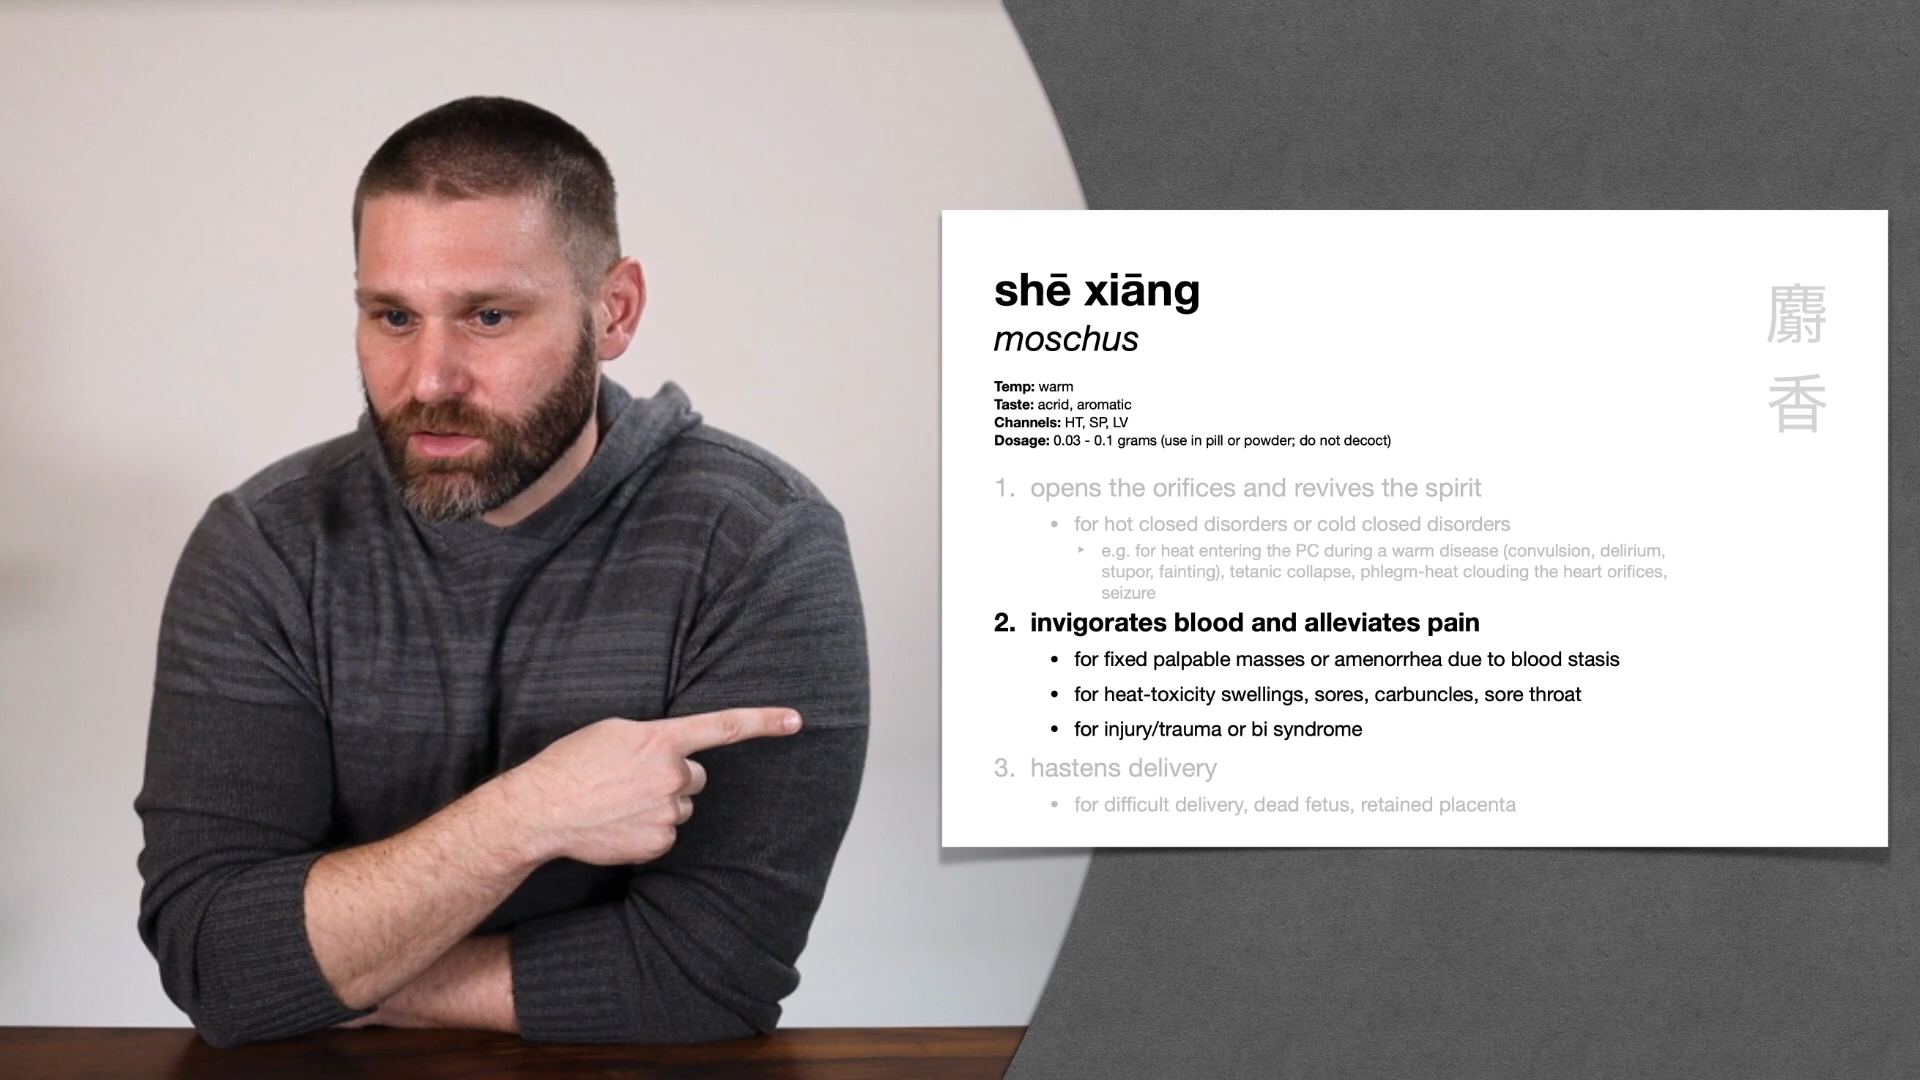 shē xiāng
moschus
麝
香
Temp: warm
Taste: acrid, aromatic
Channels: HT, SP, LV
Dosage: 0.03 - 0.1 grams (use in pill or powder; do not decoct)
1. opens the orifices and revives the spirit
• for hot closed disorders or cold closed disorders
‣ e.g. for heat entering the PC during a warm disease (convulsion, delirium,
stupor, fainting), tetanic collapse, phlegm-heat clouding the heart orifices,
seizure
2. invigorates blood and alleviates pain
• for fixed palpable masses or amenorrhea due to blood stasis
• for heat-toxicity swellings, sores, carbuncles, sore throat
• for injury/trauma or bi syndrome
3. hastens delivery
• for difficult delivery, dead fetus, retained placenta